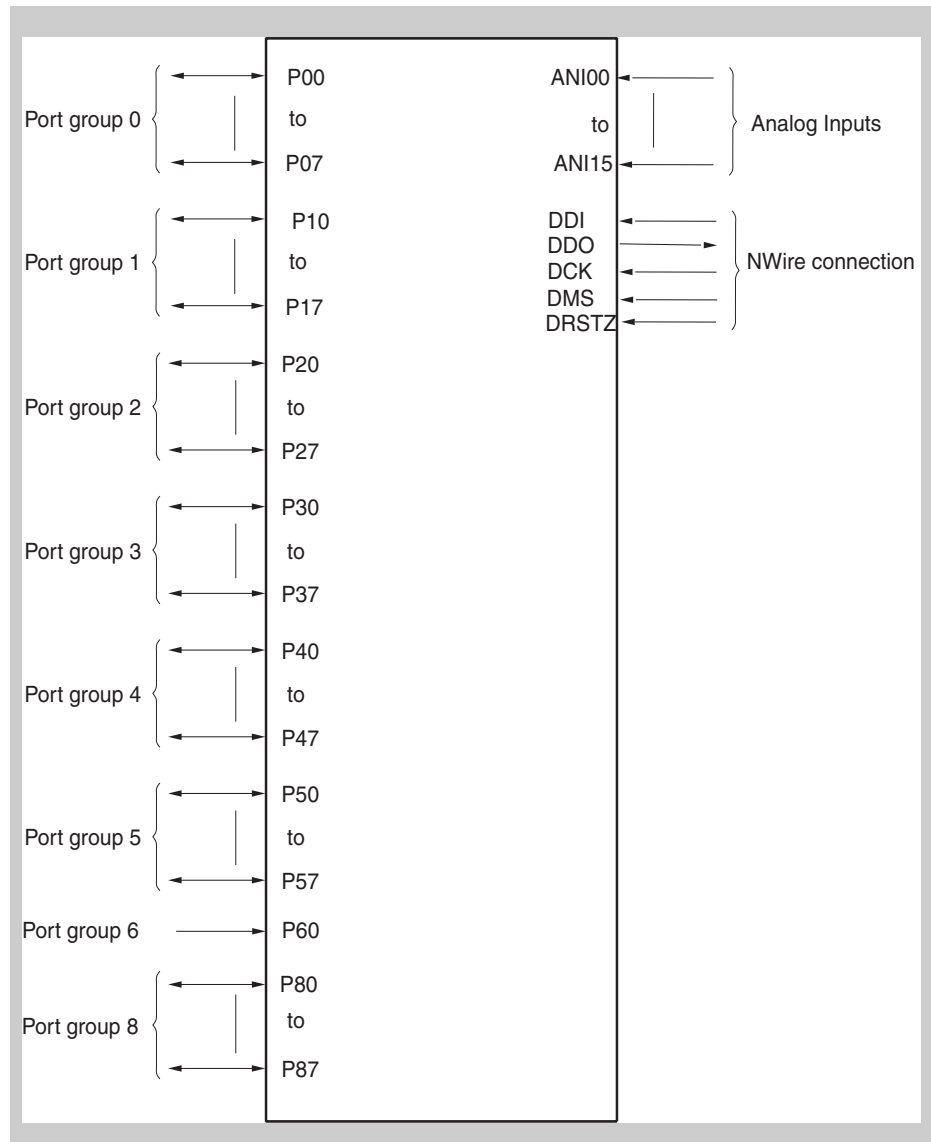 Port group 0
P00
to
P07
Port group 1
P10
to
P17
Port group 2
P20
to
P27
Port group 3
P30
to
P37
Port group 4
P40
to
P47
Port group 5
P50
to
P57
Port group 6
P60
Port group 8
P80
to
P87
ANI00
to
ANI15
Analog Inputs
DDI
DDO
DCK
DMS
DRSTZ
NWire connection